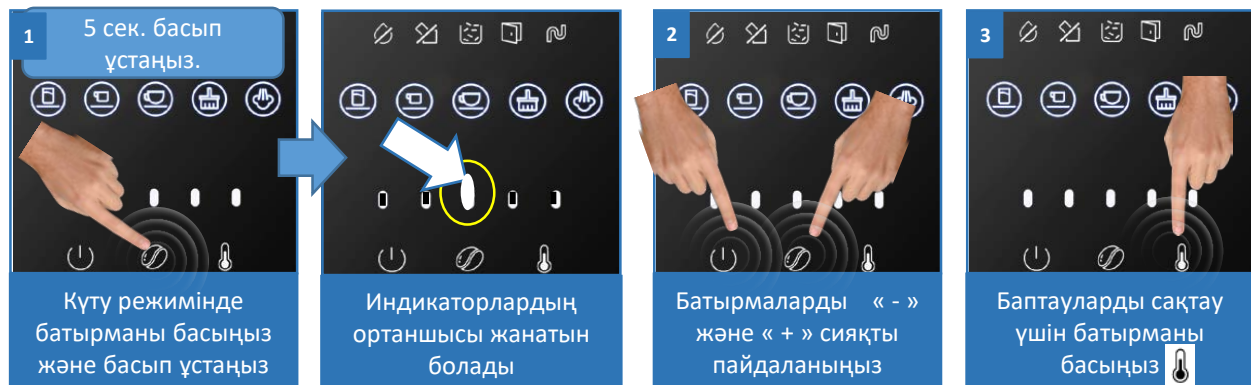 1
5 сек. басып
ұстаңыз.
Күту режимінде
батырманы басыңыз
және басып ұстаңыз
Индикаторлардың
ортаншысы жанатын
болады
2
Батырмаларды « - »
және « + » сияқты
пайдаланыңыз
3
Баптауларды сақтау
үшін батырманы
басыңыз